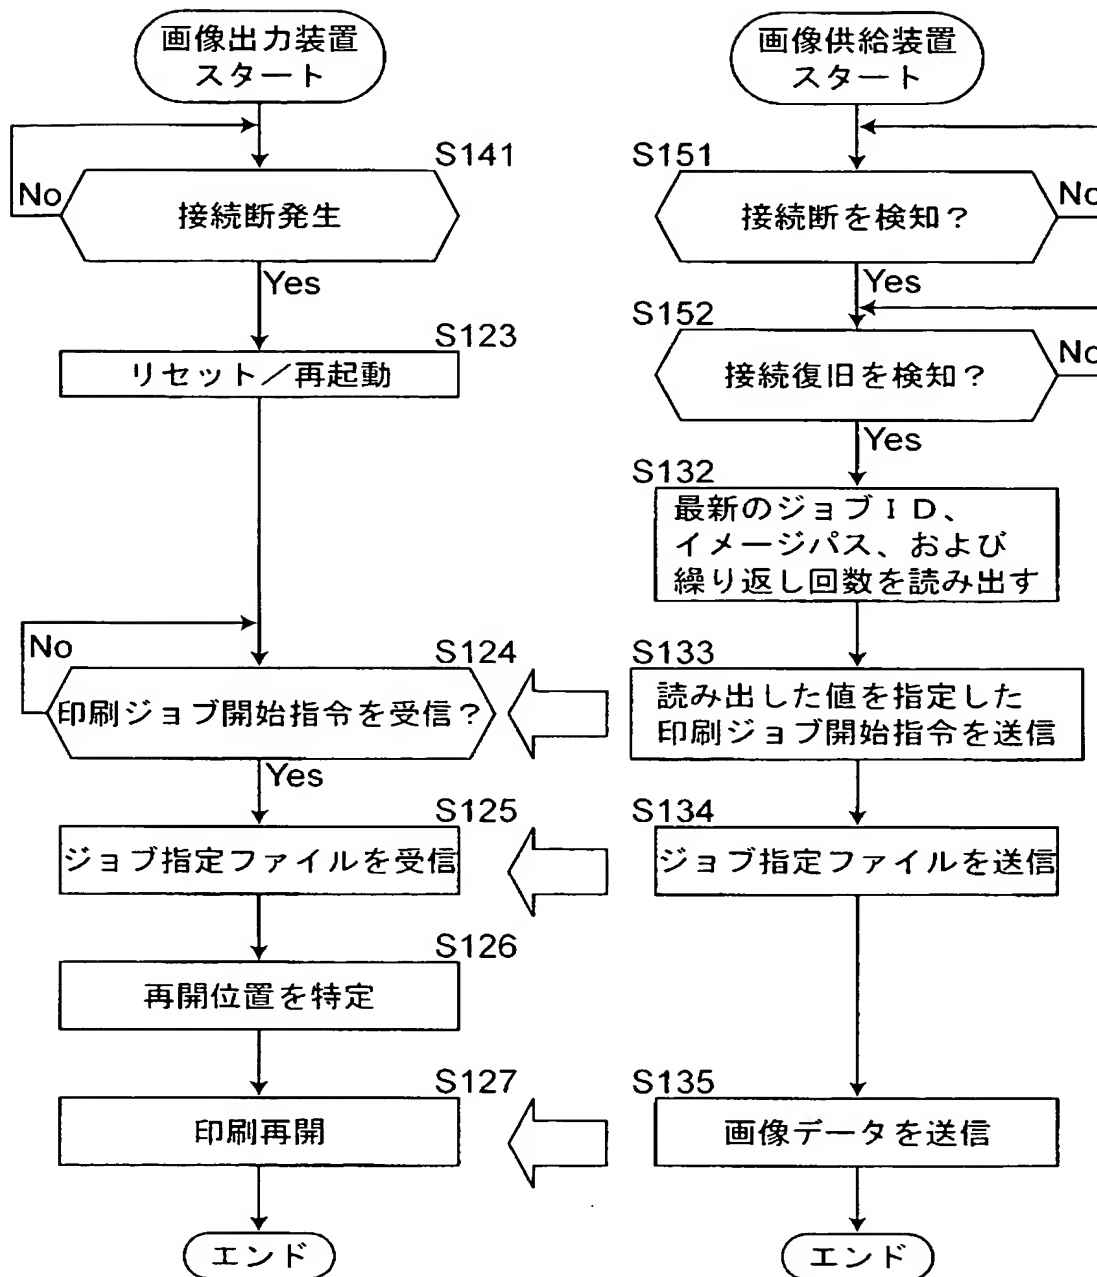 画像出力装置
スタート
S141
No
接続断発生
Yes
S123
リセット／再起動
No
S124
印刷ジョブ開始指令を受信？
Yes
S125
ジョブ指定ファイルを受信
S126
再開位置を特定
S127
印刷再開
エンド
画像供給装置
スタート
S151
接続断を検知？
No
Yes
S152
接続復旧を検知？
No
Yes
S132
最新のジョブＩＤ、
イメージパス、および
繰り返し回数を読み出す
S133
読み出した値を指定した
印刷ジョブ開始指令を送信
S134
ジョブ指定ファイルを送信
S135
画像データを送信
エンド